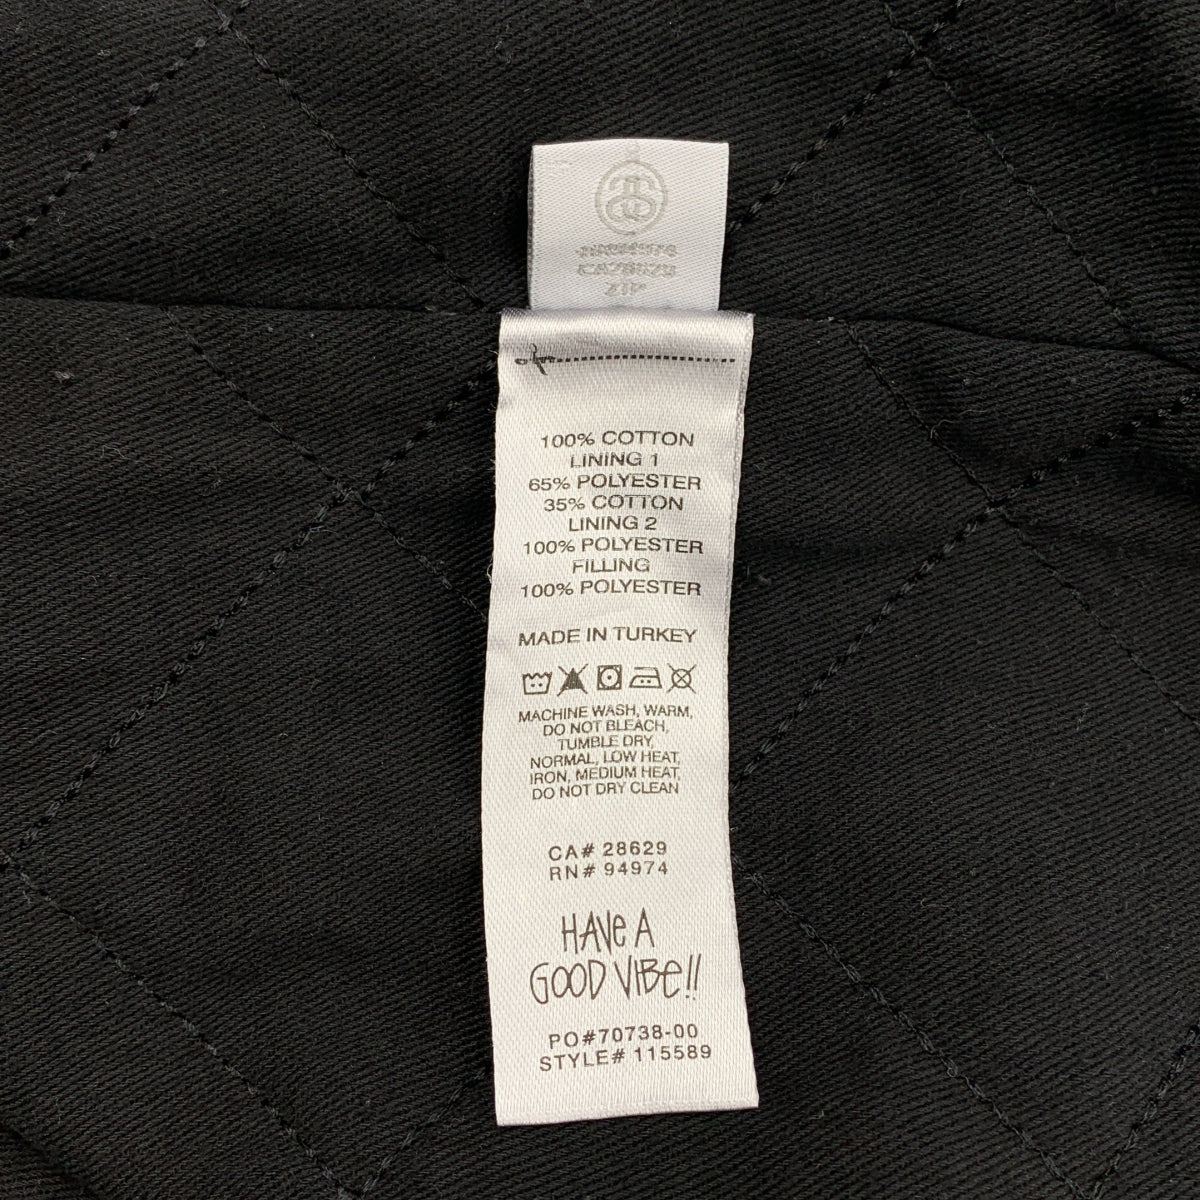 100% COTTON
LINING 1
65% POLYESTER
35% COTTON
LINING 2
100% POLYESTER
FILLING
100% POLYESTER
MADE IN TURKEY
MACHINE WASH, WARM,
DO NOT BLEACH,
TUMBLE DRY,
NORMAL, LOW HEAT,
IRON, MEDIUM HEAT,
DO NOT DRY CLEAN
CA# 28629
RN# 94974
HAVe A
GOOD VIBe!!
PO#70738-00
STYLE# 115589